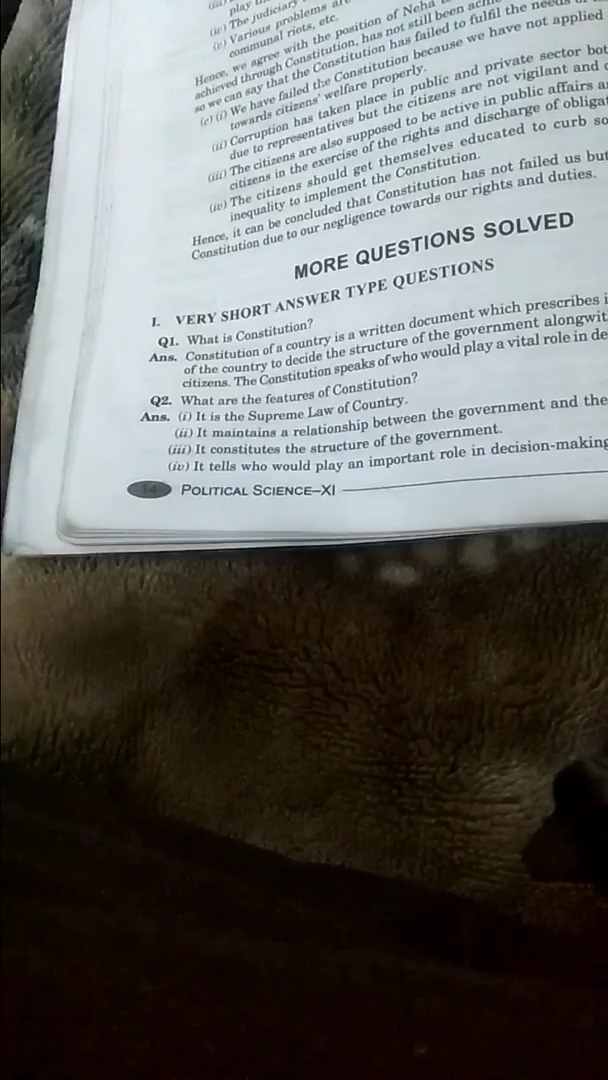 play
(iv) The judiciary
(v) Various problems are
communal riots, etc.
Hence, we agree with the position of Neha
achieved through Constitution, has not still been
so we can say that the Constitution has failed to fulfil the needs of
(c) (i) We have failed the Constitution because we have not applied
towards citizens' welfare properly.
(ii) Corruption has taken place in public and private sector
due to representatives but the citizens are not vigilant and
(iii) The citizens are also supposed to be active in public affairs
citizens in the exercise of the rights and discharge of
(iv) The citizens should get themselves educated to curb
inequality to implement the Constitution.
Hence, it can be concluded that Constitution has not failed us but
Constitution due to our negligence towards our rights and duties.
MORE QUESTIONS SOLVED
I. VERY SHORT ANSWER TYPE QUESTIONS
Q1. What is Constitution?
Ans. Constitution of a country is a written document which prescribes
of the country to decide the structure of the government
citizens. The Constitution speaks of who would play a vital role in
Q2. What are the features of Constitution?
Ans. (i) It is the Supreme Law of Country.
(ii) It maintains a relationship between the government and the
(iii) It constitutes the structure of the government.
(iv) It tells who would play an important role in decision-making
14 POLITICAL SCIENCE–XI